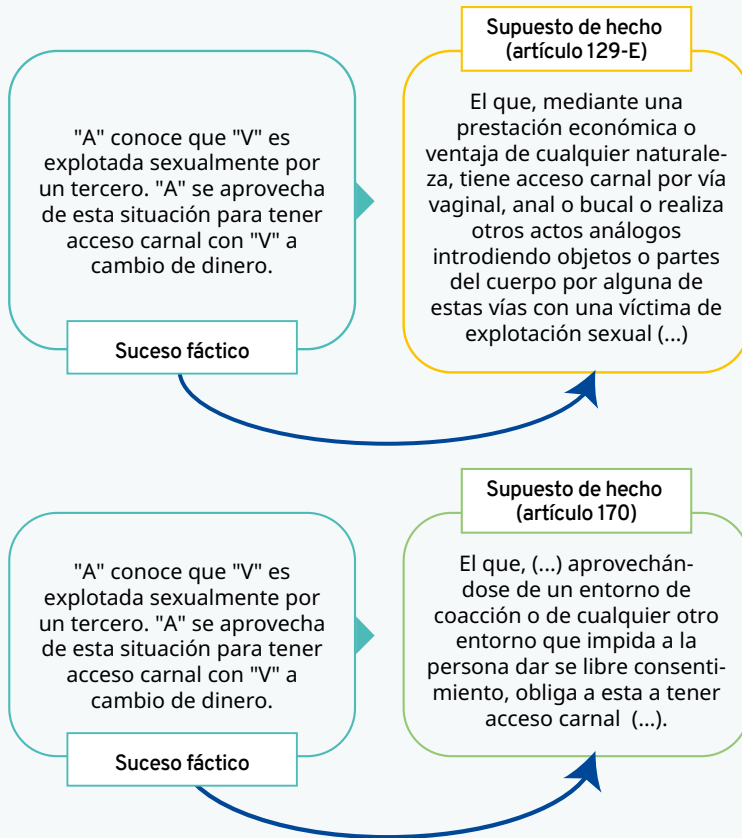 Supuesto de hecho
(artículo 129-E)
"A" conoce que "V" es
explotada sexualmente por
un tercero. "A" se aprovecha
de esta situación para tener
acceso carnal con "V" a
cambio de dinero.
Suceso fáctico
El que, mediante una
prestación económica o
ventaja de cualquier naturale-
za, tiene acceso carnal por vía
vaginal, anal o bucal o realiza
otros actos análogos
introdiendo objetos o partes
del cuerpo por alguna de
estas vías con una víctima de
explotación sexual (...)
Supuesto de hecho
(artículo 170)
"A" conoce que "V" es
explotada sexualmente por
un tercero. "A" se aprovecha
de esta situación para tener
acceso carnal con "V" a
cambio de dinero.
Suceso fáctico
El que, (...) aprovechán-
dose de un entorno de
coacción o de cualquier otro
entorno que impida a la
persona dar se libre consenti-
miento, obliga a esta a tener
acceso carnal (...).